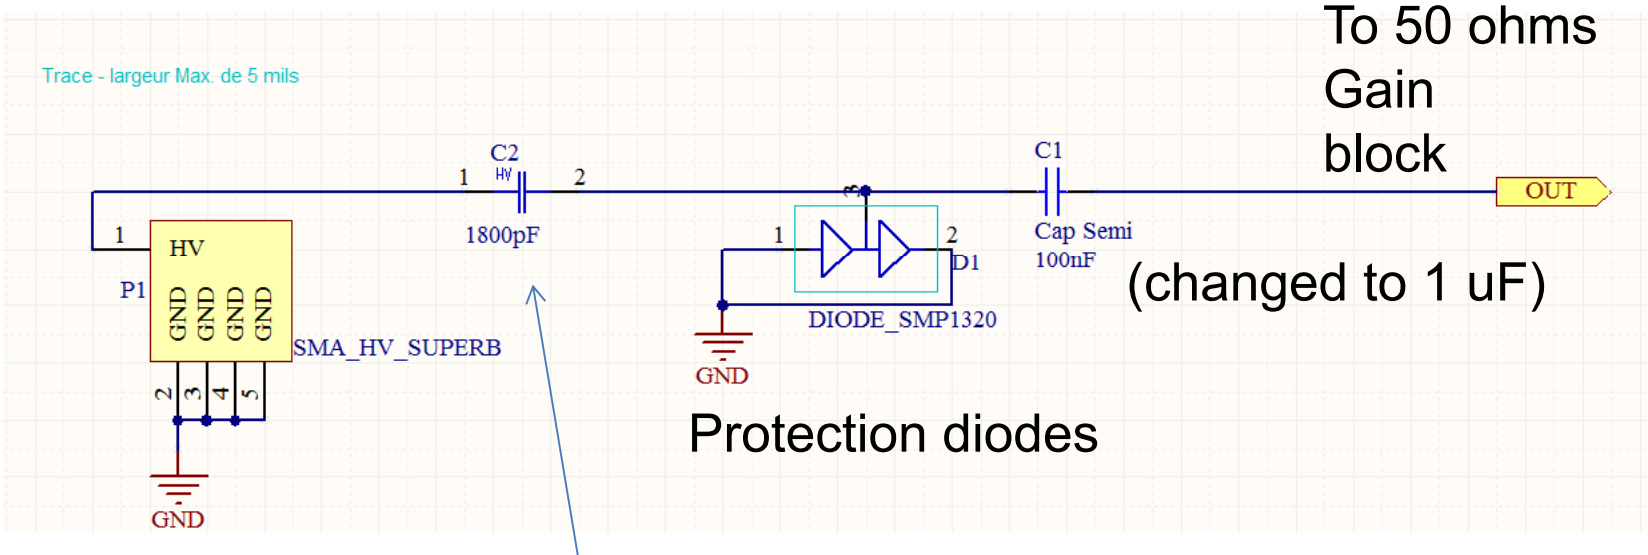 To 50 ohms
Gain
block
Trace - largeur Max. de 5 mils
C2
HV
1
2
1800pF
3
C1
Cap Semi
100nF
OUT
(changed to 1 uF)
1
HV
P1
GND
GND
GND
GND
SMA_HV_SUPERB
2
3
4
5
GND
1
2
D1
DIODE_SMP1320
GND
Protection diodes